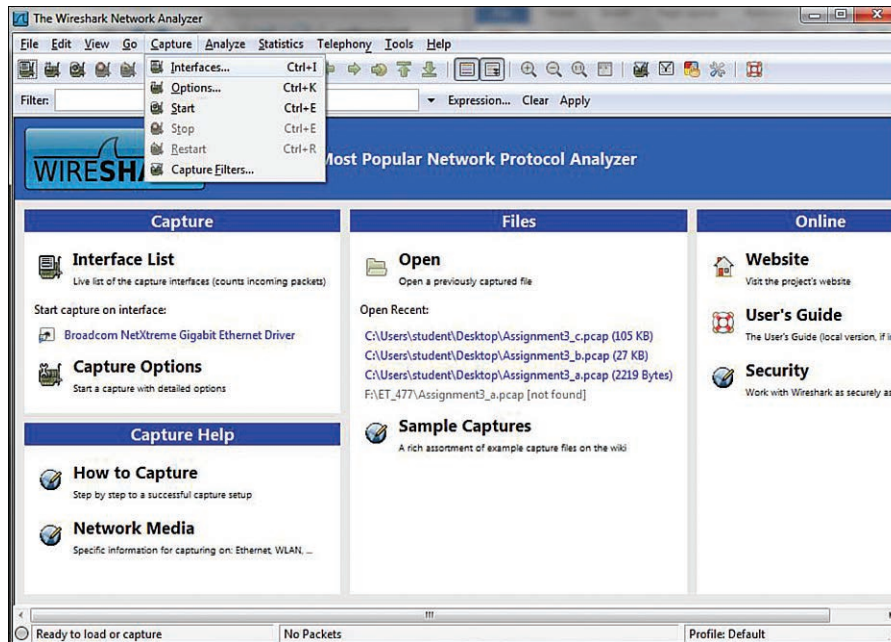 The Wireshark Network Analyzer
File Edit View Go Capture Analyze Statistics Telephony Tools Help
Interfaces... Ctrl+I
Options... Ctrl+K
Start Ctrl+E
Stop Ctrl+E
Restart Ctrl+R
Capture Filters...
Filter:
Expression... Clear Apply
WIRESHA
Most Popular Network Protocol Analyzer
Capture
Interface List
Live list of the capture interfaces (counts incoming packets)
Start capture on interface:
Broadcom NetXtreme Gigabit Ethernet Driver
Capture Options
Start a capture with detailed options
Capture Help
How to Capture
Step by step to a successful capture setup
Network Media
Specific information for capturing on: Ethernet, WLAN, ...
Files
Open
Open a previously captured file
Open Recent:
C:\Users\student\Desktop\Assignment3_c.pcap (105 KB)
C:\Users\student\Desktop\Assignment3_b.pcap (27 KB)
C:\Users\student\Desktop\Assignment3_a.pcap (2219 Bytes)
F:\ET_477\Assignment3_a.pcap [not found]
Sample Captures
A rich assortment of example capture files on the wiki
Online
Website
Visit the project's website
User's Guide
The User's Guide (local version, if in
Security
Work with Wireshark as securely as
Ready to load or capture
No Packets
Profile: Default